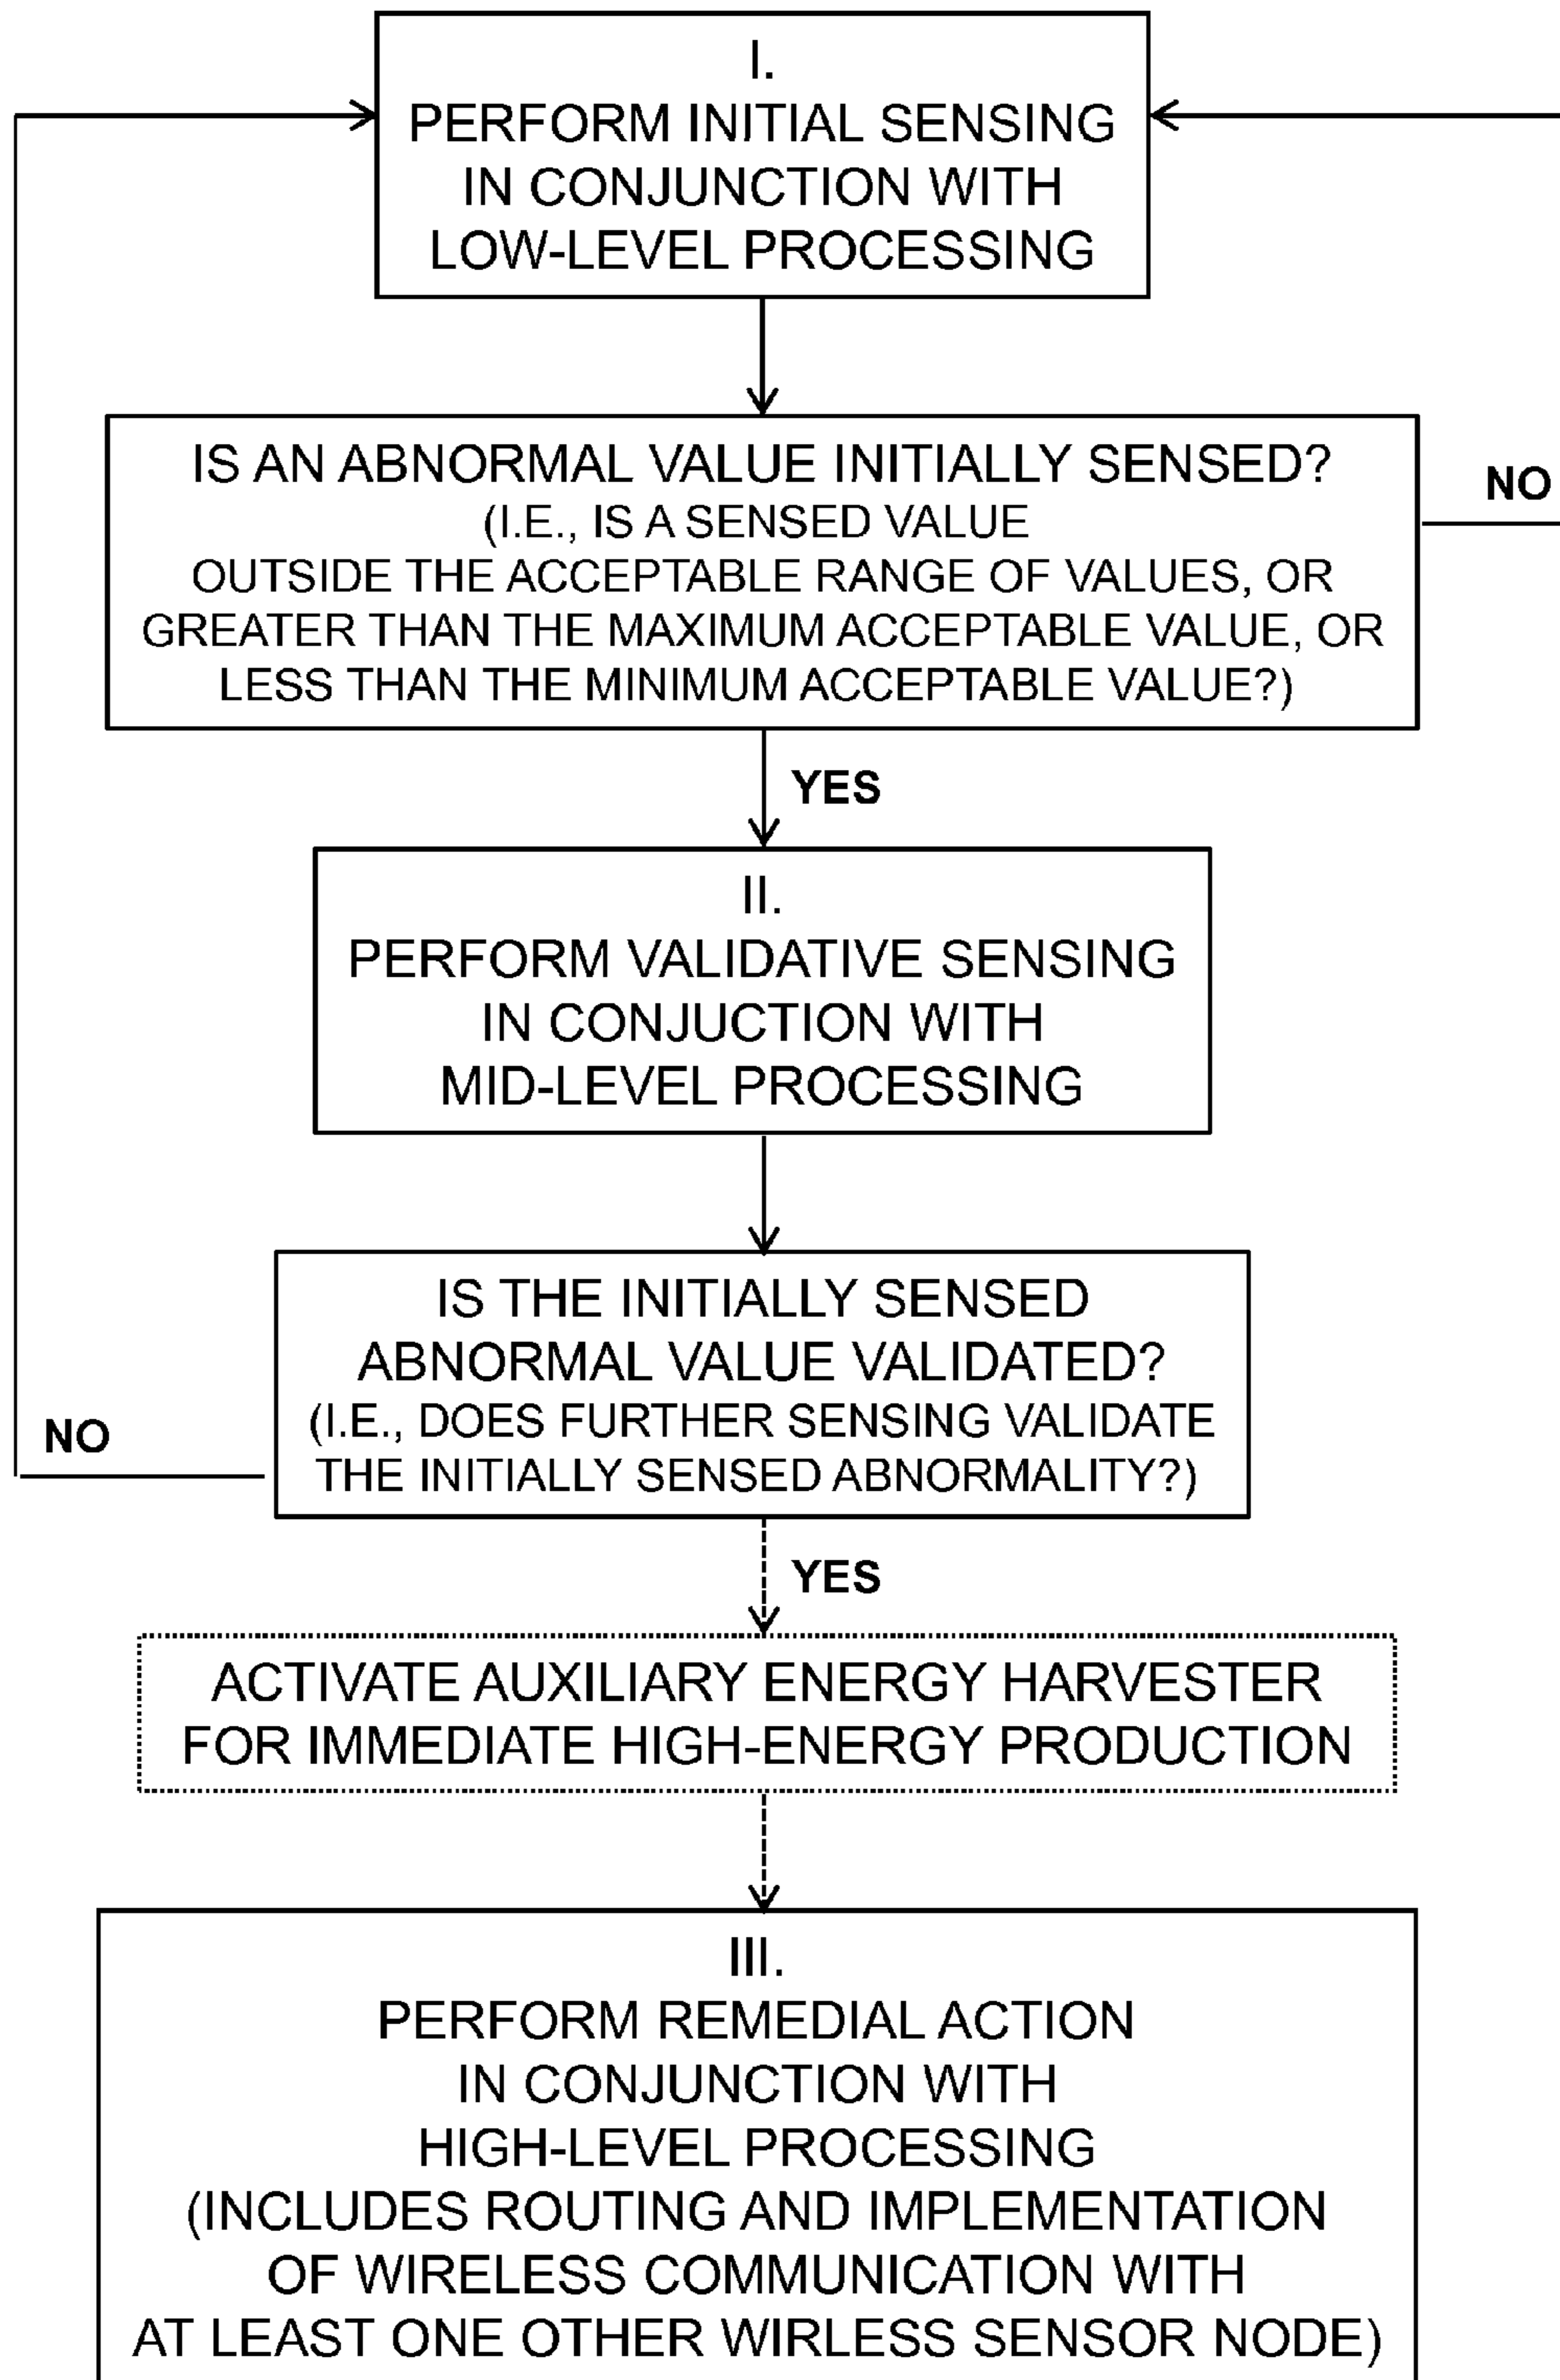 I.
PERFORM INITIAL SENSING
IN CONJUNCTION WITH
LOW-LEVEL PROCESSING
IS AN ABNORMAL VALUE INITIALLY SENSED?
(I.E., IS A SENSED VALUE
OUTSIDE THE ACCEPTABLE RANGE OF VALUES, OR
GREATER THAN THE MAXIMUM ACCEPTABLE VALUE, OR
LESS THAN THE MINIMUM ACCEPTABLE VALUE?)
NO
YES
II.
PERFORM VALIDATIVE SENSING
IN CONJUCTION WITH
MID-LEVEL PROCESSING
IS THE INITIALLY SENSED
ABNORMAL VALUE VALIDATED?
(I.E., DOES FURTHER SENSING VALIDATE
THE INITIALLY SENSED ABNORMALITY?)
NO
YES
ACTIVATE AUXILIARY ENERGY HARVESTER
FOR IMMEDIATE HIGH-ENERGY PRODUCTION
III.
PERFORM REMEDIAL ACTION
IN CONJUNCTION WITH
HIGH-LEVEL PROCESSING
(INCLUDES ROUTING AND IMPLEMENTATION
OF WIRELESS COMMUNICATION WITH
AT LEAST ONE OTHER WIRLESS SENSOR NODE)